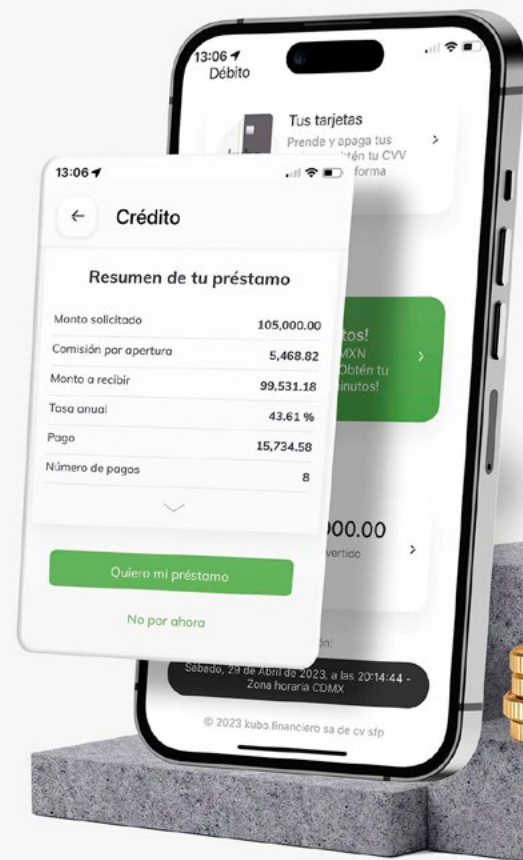 13:06
Débito
Tus tarjetas
Prende y apaga tus
tu CVV
forma
13:06
Crédito
Resumen de tu préstamo
Monto solicitado 105,000.00
Comisión por apertura 5,468.82
Monto a recibir 99,531.18
Tasa anual 43.61 %
Pago 15,734.58
Número de pagos 8
Quiero mi préstamo
No por ahora
MXN
Obtén tu
Sábado, 29 de Abril de 2023, a las 20:14:44 -
Zona horaria CDMX
© 2023 kubo.financiero sa de cv sfp